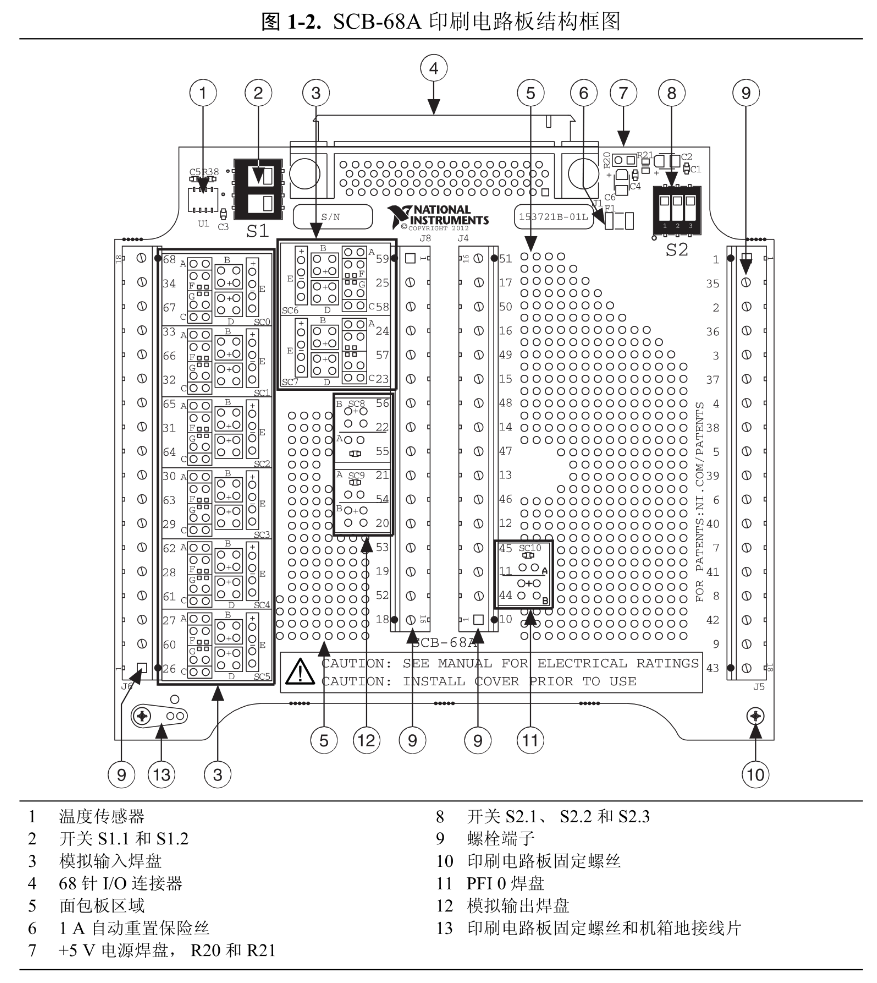 图 1-2. SCB-68A 印刷电路板结构框图
1 2 3 4 5 6 7 8 9
C5 R38
U1
C3
S1
S/N
NATIONAL INSTRUMENTS
© COPYRIGHT 2012
153721B-01L
R20
R21
C2
C1
C4
C6
F1
1 2 3
S2
J8
J4
68
34
67
33
66
32
65
31
64
30
63
29
62
28
61
27
60
26
A B C D E F G SC0
A B C D E F G SC1
A B C D E F G SC2
A B C D E F G SC3
A B C D E F G SC4
A B C D E F G SC5
J6
A B C D E F G SC6
A B C D E SC7
59
25
58
24
57
23
56
22
55
21
54
20
53
19
52
18
B SC8
A
A SC9
B
51
17
50
16
49
15
48
14
47
13
46
12
45
11
44
10
SC10
A
B
1
35
2
36
3
37
4
38
5
39
6
40
7
41
8
42
9
43
J5
FOR PATENTS:NI.COM/PATENTS
SCB-68A
CAUTION: SEE MANUAL FOR ELECTRICAL RATINGS
CAUTION: INSTALL COVER PRIOR TO USE
9 13 3 5 12 9 9 11 10
1 温度传感器
2 开关 S1.1 和 S1.2
3 模拟输入焊盘
4 68 针 I/O 连接器
5 面包板区域
6 1 A 自动重置保险丝
7 +5 V 电源焊盘， R20 和 R21
8 开关 S2.1、 S2.2 和 S2.3
9 螺栓端子
10 印刷电路板固定螺丝
11 PFI 0 焊盘
12 模拟输出焊盘
13 印刷电路板固定螺丝和机箱地接线片